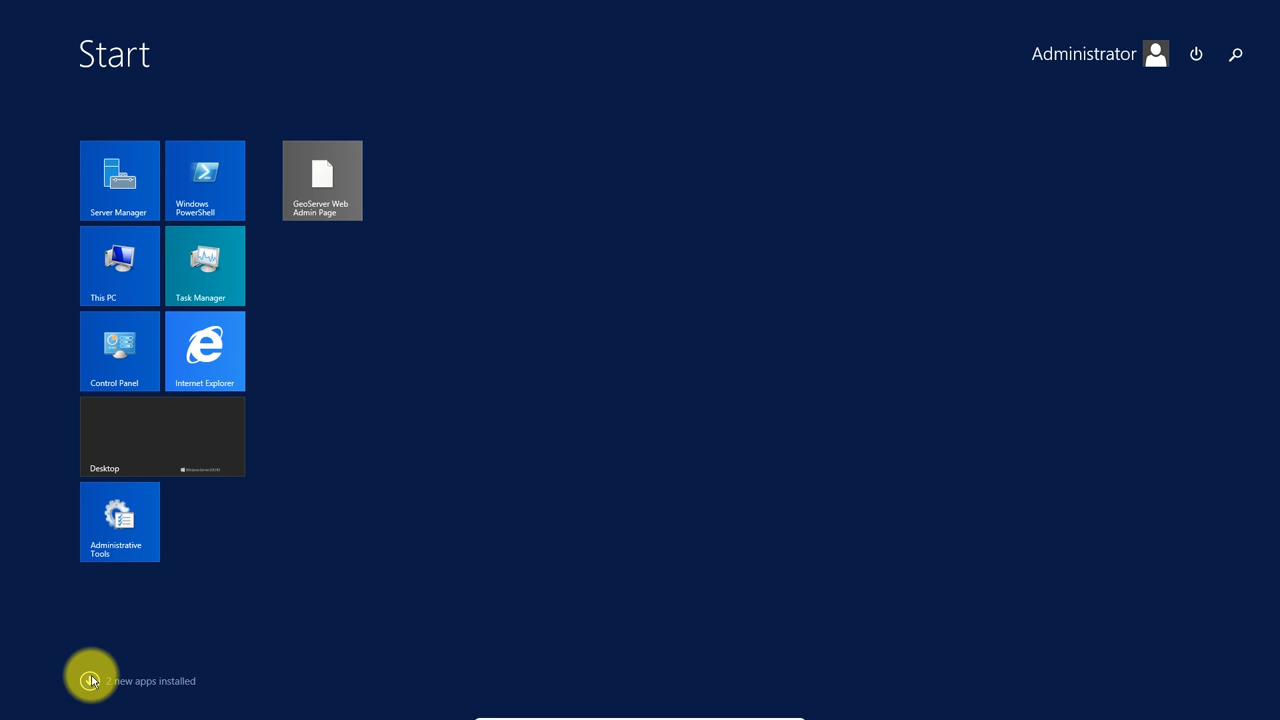 Start
Administrator
Server Manager
Windows
PowerShell
GeoServer Web
Admin Page
This PC
Task Manager
Control Panel
Internet Explorer
Desktop
Administrative
Tools
2 new apps installed